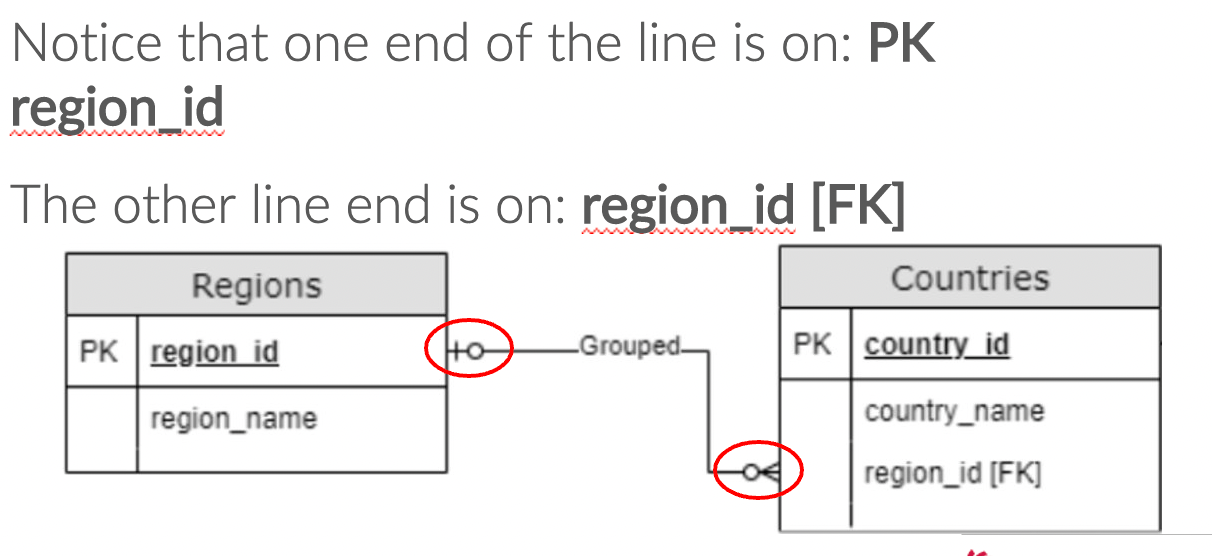 Notice that one end of the line is on: PK
region_id
The other line end is on: region_id [FK]
Regions
PK region_id
region_name
Grouped
Countries
PK country_id
country_name
region_id [FK]